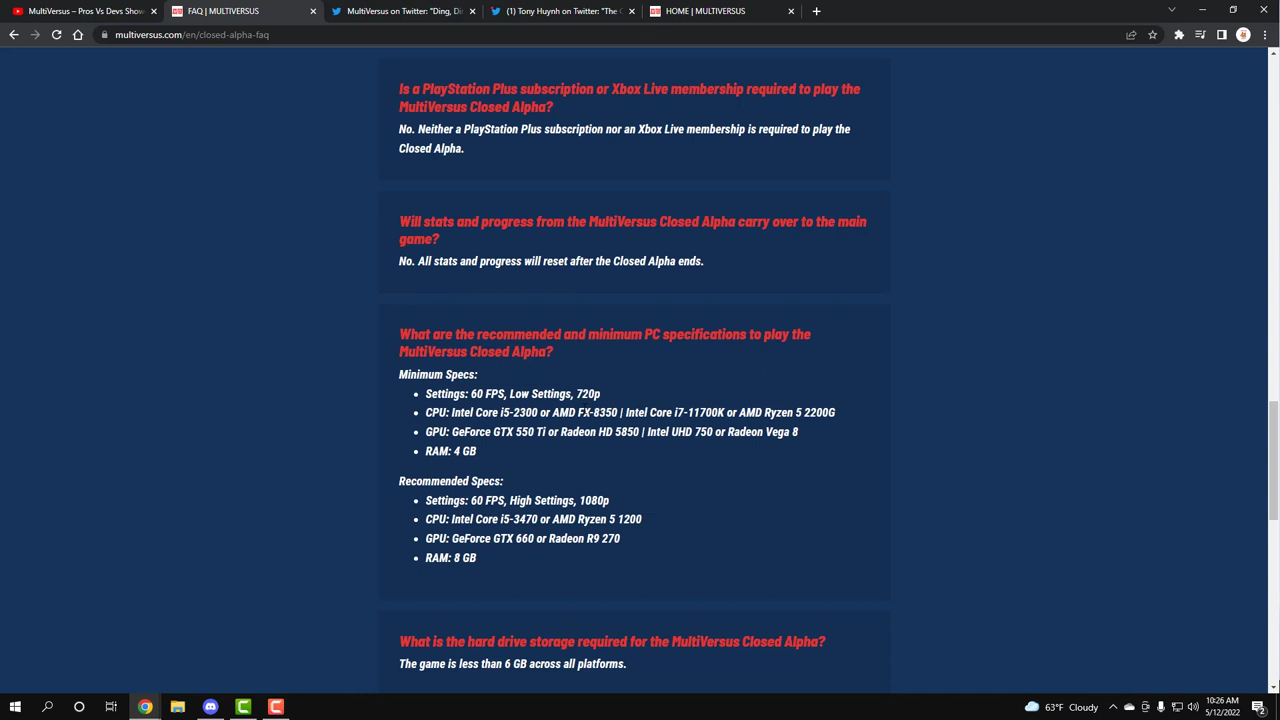 MultiVersus – Pros Vs Devs Show
FAQ | MULTIVERSUS
MultiVersus on Twitter: "Ding, De
(1) Tony Huynh on Twitter: "The C
HOME | MULTIVERSUS
multiversus.com/en/closed-alpha-faq
Is a PlayStation Plus subscription or Xbox Live membership required to play the
MultiVersus Closed Alpha?
No. Neither a PlayStation Plus subscription nor an Xbox Live membership is required to play the
Closed Alpha.
Will stats and progress from the MultiVersus Closed Alpha carry over to the main
game?
No. All stats and progress will reset after the Closed Alpha ends.
What are the recommended and minimum PC specifications to play the
MultiVersus Closed Alpha?
Minimum Specs:
• Settings: 60 FPS, Low Settings, 720p
• CPU: Intel Core i5-2300 or AMD FX-8350 | Intel Core i7-11700K or AMD Ryzen 5 2200G
• GPU: GeForce GTX 550 Ti or Radeon HD 5850 | Intel UHD 750 or Radeon Vega 8
• RAM: 4 GB
Recommended Specs:
• Settings: 60 FPS, High Settings, 1080p
• CPU: Intel Core i5-3470 or AMD Ryzen 5 1200
• GPU: GeForce GTX 660 or Radeon R9 270
• RAM: 8 GB
What is the hard drive storage required for the MultiVersus Closed Alpha?
The game is less than 6 GB across all platforms.
63°F Cloudy
10:26 AM
5/12/2022
2